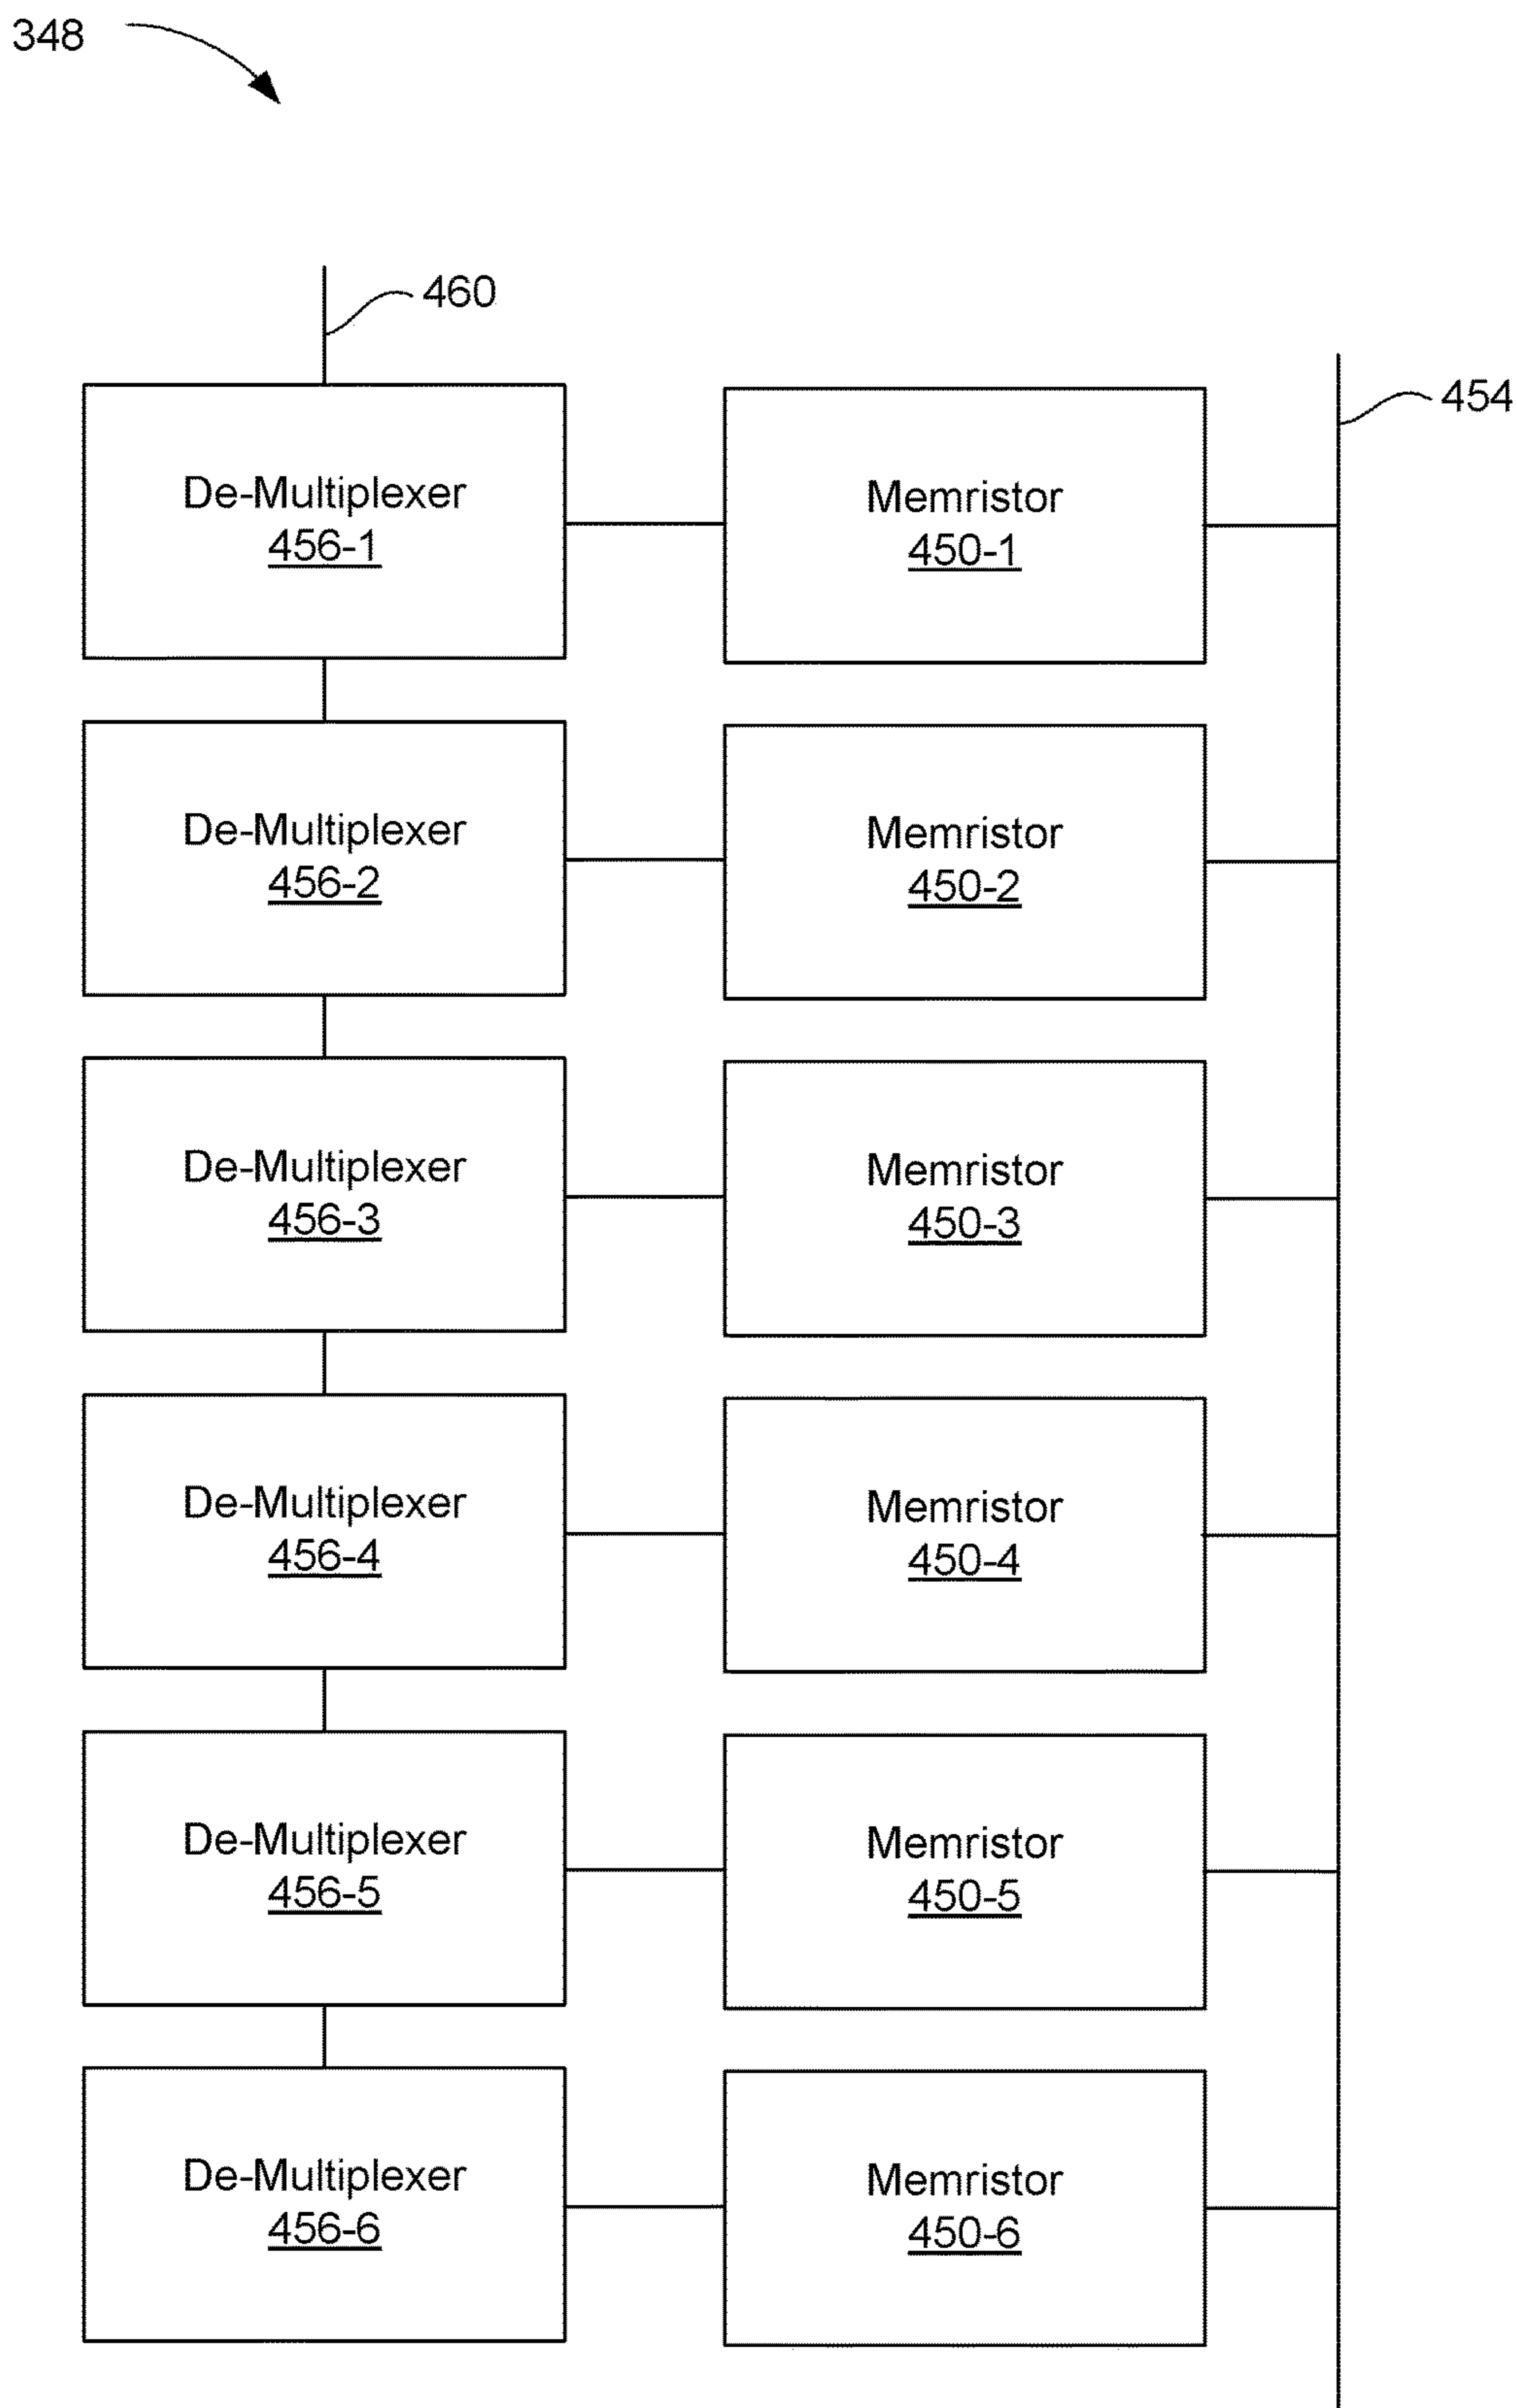 348
460
454
De-Multiplexer
456-1
Memristor
450-1
De-Multiplexer
456-2
Memristor
450-2
De-Multiplexer
456-3
Memristor
450-3
De-Multiplexer
456-4
Memristor
450-4
De-Multiplexer
456-5
Memristor
450-5
De-Multiplexer
456-6
Memristor
450-6